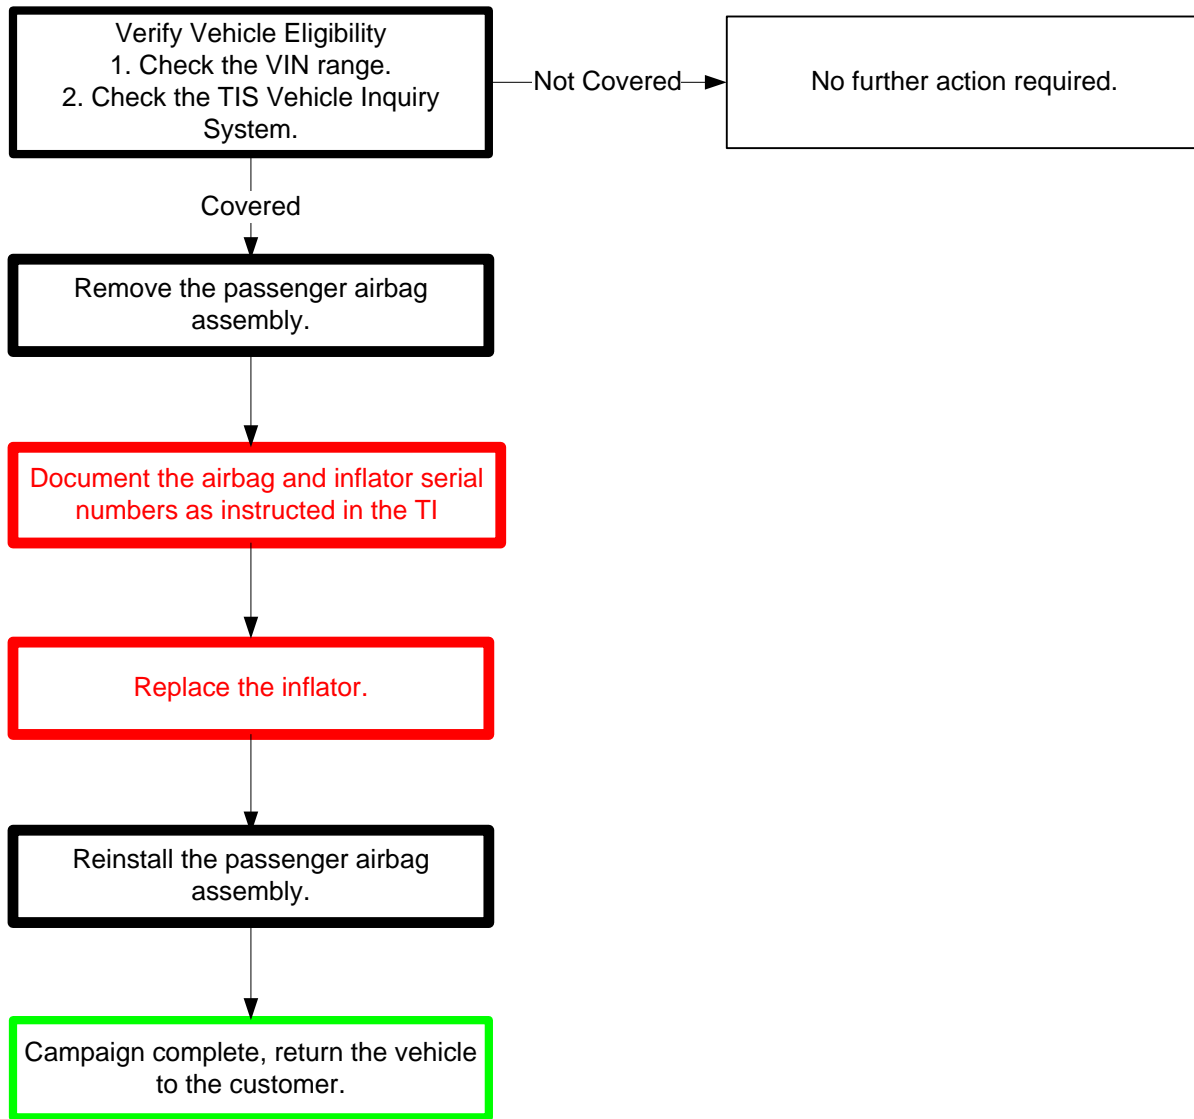 Verify Vehicle Eligibility
1. Check the VIN range.
2. Check the TIS Vehicle Inquiry
System.
Not Covered
No further action required.
Covered
Remove the passenger airbag
assembly.
Document the airbag and inflator serial
numbers as instructed in the TI
Replace the inflator.
Reinstall the passenger airbag
assembly.
Campaign complete, return the vehicle
to the customer.